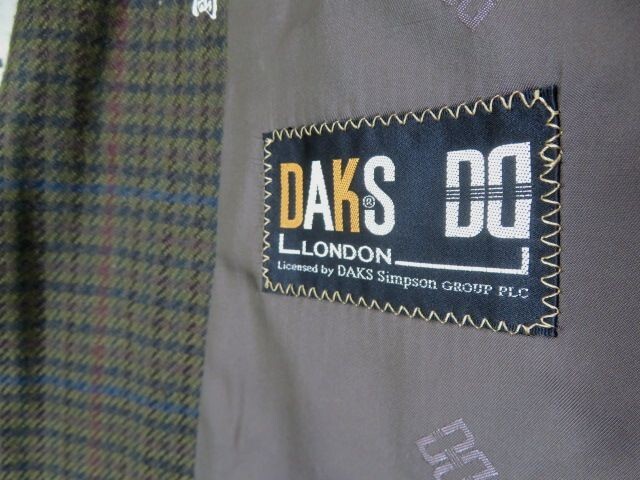 DAKS® DD
LONDON
Licensed by DAKS Simpson GROUP PLC